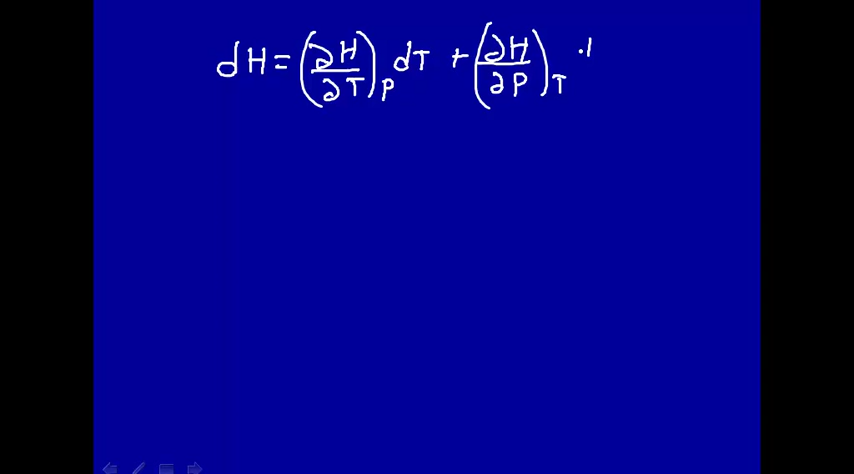 dH = (∂H/∂T)_P dT + (∂H/∂P)_T